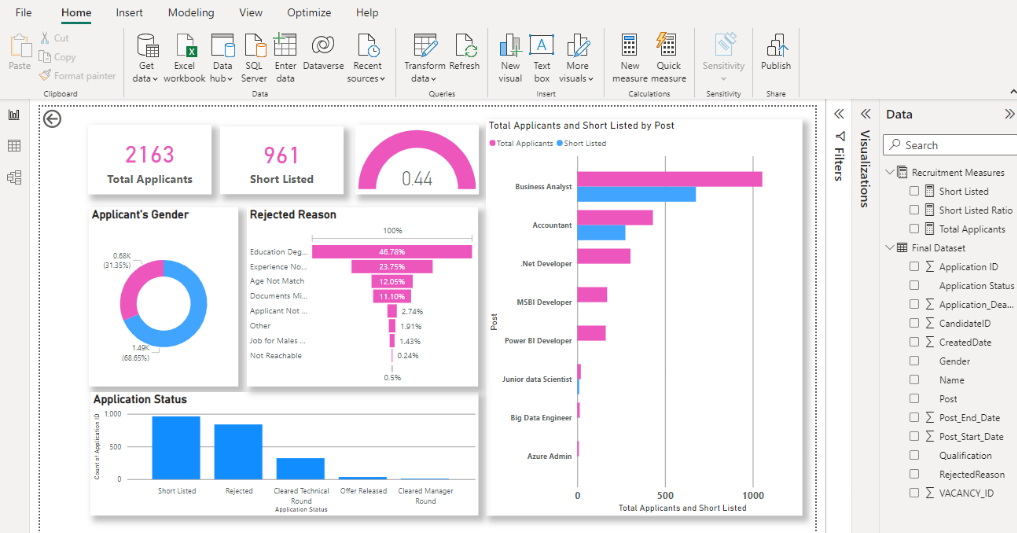 File Home Insert Modeling View Optimize Help
Paste
Cut
Copy
Format painter
Clipboard
Get data
Excel workbook
Data hub
SQL Server
Enter data
Dataverse
Recent sources
Data
Transform data
Refresh
Queries
New visual
Text box
More visuals
Insert
New measure
Quick measure
Calculations
Sensitivity
Sensitivity
Publish
Share
2163
Total Applicants
961
Short Listed
0.44
Applicant's Gender
0.68K
(31.35%)
1.49K
(68.65%)
Rejected Reason
100%
Education Deg... 46.78%
Experience No... 23.75%
Age Not Match 12.05%
Documents Mi... 11.10%
Applicant Not ... 2.74%
Other 1.91%
Job for Males ... 1.43%
Not Reachable 0.24%
0.5%
Application Status
Count of Application ID
1,000
500
0
Short Listed
Rejected
Cleared Technical Round
Offer Released
Cleared Manager Round
Application Status
Total Applicants and Short Listed by Post
Total Applicants Short Listed
Post
Business Analyst
Accountant
.Net Developer
MSBI Developer
Power BI Developer
Junior data Scientist
Big Data Engineer
Azure Admin
0 500 1000
Total Applicants and Short Listed
Filters
Visualizations
Data
Search
Recruitment Measures
Short Listed
Short Listed Ratio
Total Applicants
Final Dataset
Application ID
Application Status
Application_Dea...
CandidateID
CreatedDate
Gender
Name
Post
Post_End_Date
Post_Start_Date
Qualification
RejectedReason
VACANCY_ID